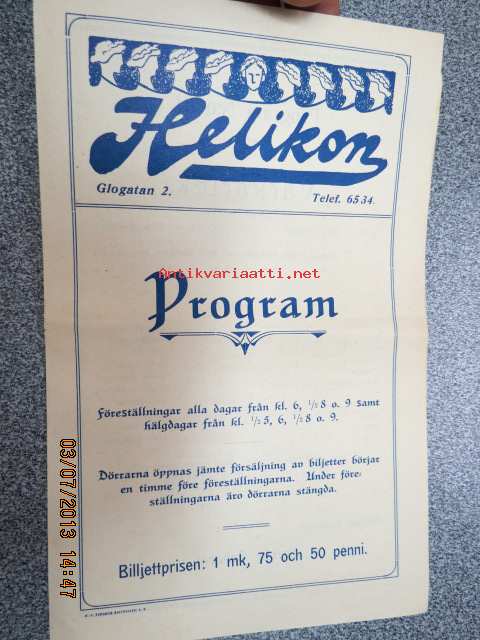 Helikon
Glogatan 2.
Telef. 6534.
Antikvariaatti.net
Program
Föreställningar alla dagar från kl. 6, 1/2 8 o. 9 samt
hälgdagar från kl. 1/2 5, 6, 1/2 8 o. 9.
Dörrarna öppnas jämte försäljning av biljetter börjar
en timme före föreställningarna. Under före-
ställningarna äro dörrarna stängda.
Billjettprisen: 1 mk, 75 och 50 penni.
03/07/2013 14:47